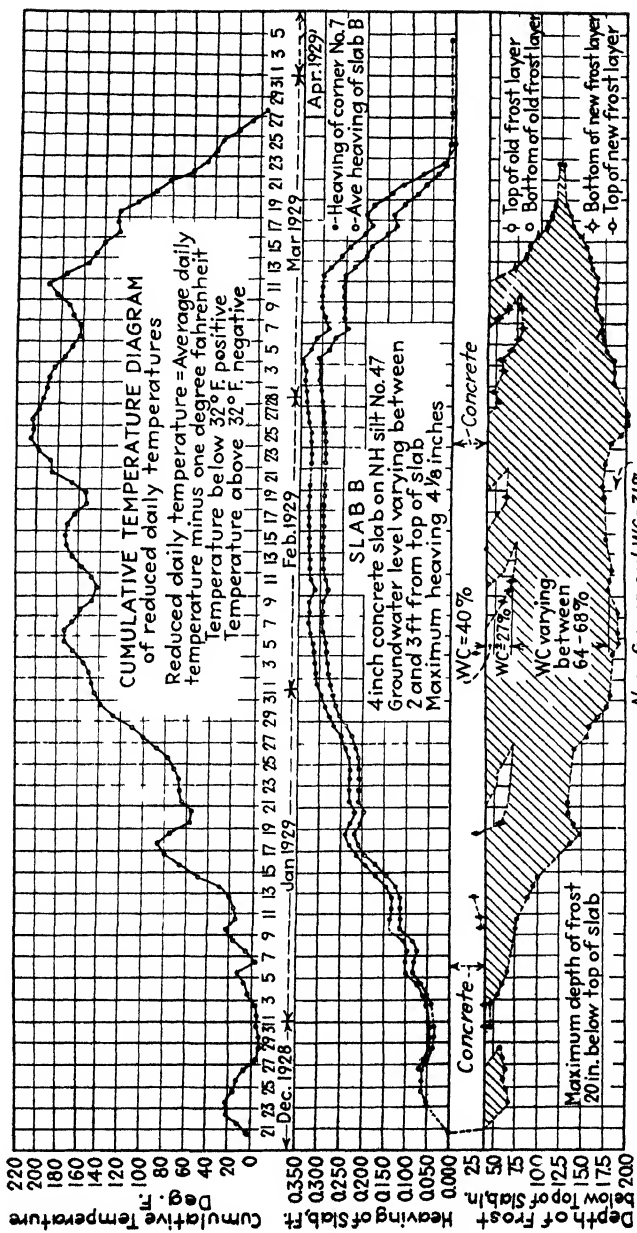 CUMULATIVE TEMPERATURE DIAGRAM
of reduced daily temperatures
Reduced daily temperature = Average daily
temperature minus one degree fahrenheit
Temperature below 32° F. positive
Temperature above 32° F. negative
Cumulative Temperature
Deg. F.
220
200
180
160
140
120
100
80
60
40
20
0
21 23 25 27 29 31 1 3 5 7 9 11 13 15 17 19 21 23 25 27 29 31 1 3 5 7 9 11 13 15 17 19 21 23 25 27 28 1 3 5 7 9 11 13 15 17 19 21 23 25 27 29 31 1 3 5
Dec. 1928
Jan 1929
Feb. 1929
Mar 1929
Apr. 1929
Heaving of corner No. 7
Ave heaving of slab B
SLAB B
4 inch concrete slab on NH silt No. 47
Groundwater level varying between
2 and 3 ft from top of slab
Maximum heaving 4 1/8 inches
Heaving of Slab, Ft.
0.350
0.300
0.250
0.200
0.150
0.100
0.050
0.000
Concrete
WC = 40%
Concrete
WC = 27%
WC varying
between
64-68%
Top of old frost layer
Bottom of old frost layer
Bottom of new frost layer
Top of new frost layer
Maximum depth of frost
20 in. below top of slab
Depth of Frost
below Top of Slab, In.
5.0
7.5
10.0
12.5
15.0
17.5
20.0